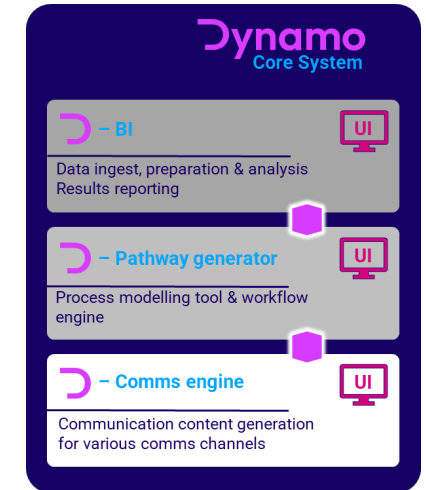 Dynamo
Core System
D – BI
UI
Data ingest, preparation & analysis
Results reporting
D – Pathway generator
UI
Process modelling tool & workflow
engine
D – Comms engine
UI
Communication content generation
for various comms channels